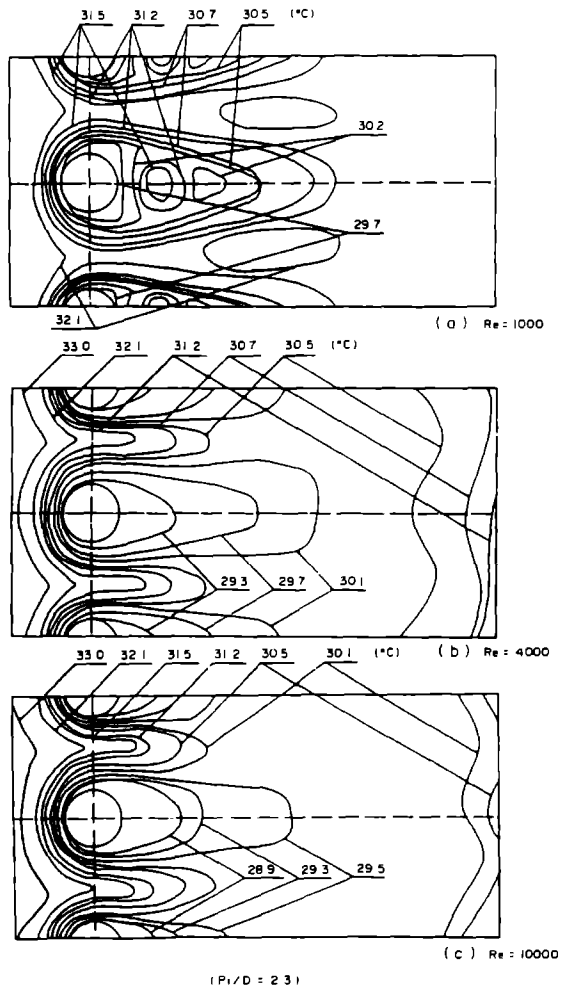 31.5 31.2 30.7 30.5 (°C)
30.2
29.7
32.1
(a) Re=1000
33.0 32.1 31.2 30.7 30.5 (°C)
29.3 29.7 30.1
(b) Re=4000
33.0 32.1 31.5 31.2 30.5 30.1 (°C)
28.9 29.3 29.5
(c) Re=10000
(Pi/D = 2.3)